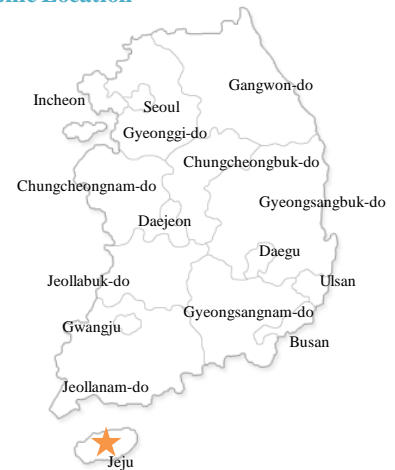 Location
Gangwon-do
Incheon
Seoul
Gyeonggi-do
Chungcheongbuk-do
Chungcheongnam-do
Gyeongsangbuk-do
Daejeon
Daegu
Jeollabuk-do
Ulsan
Gyeongsangnam-do
Gwangju
Busan
Jeollanam-do
Jeju